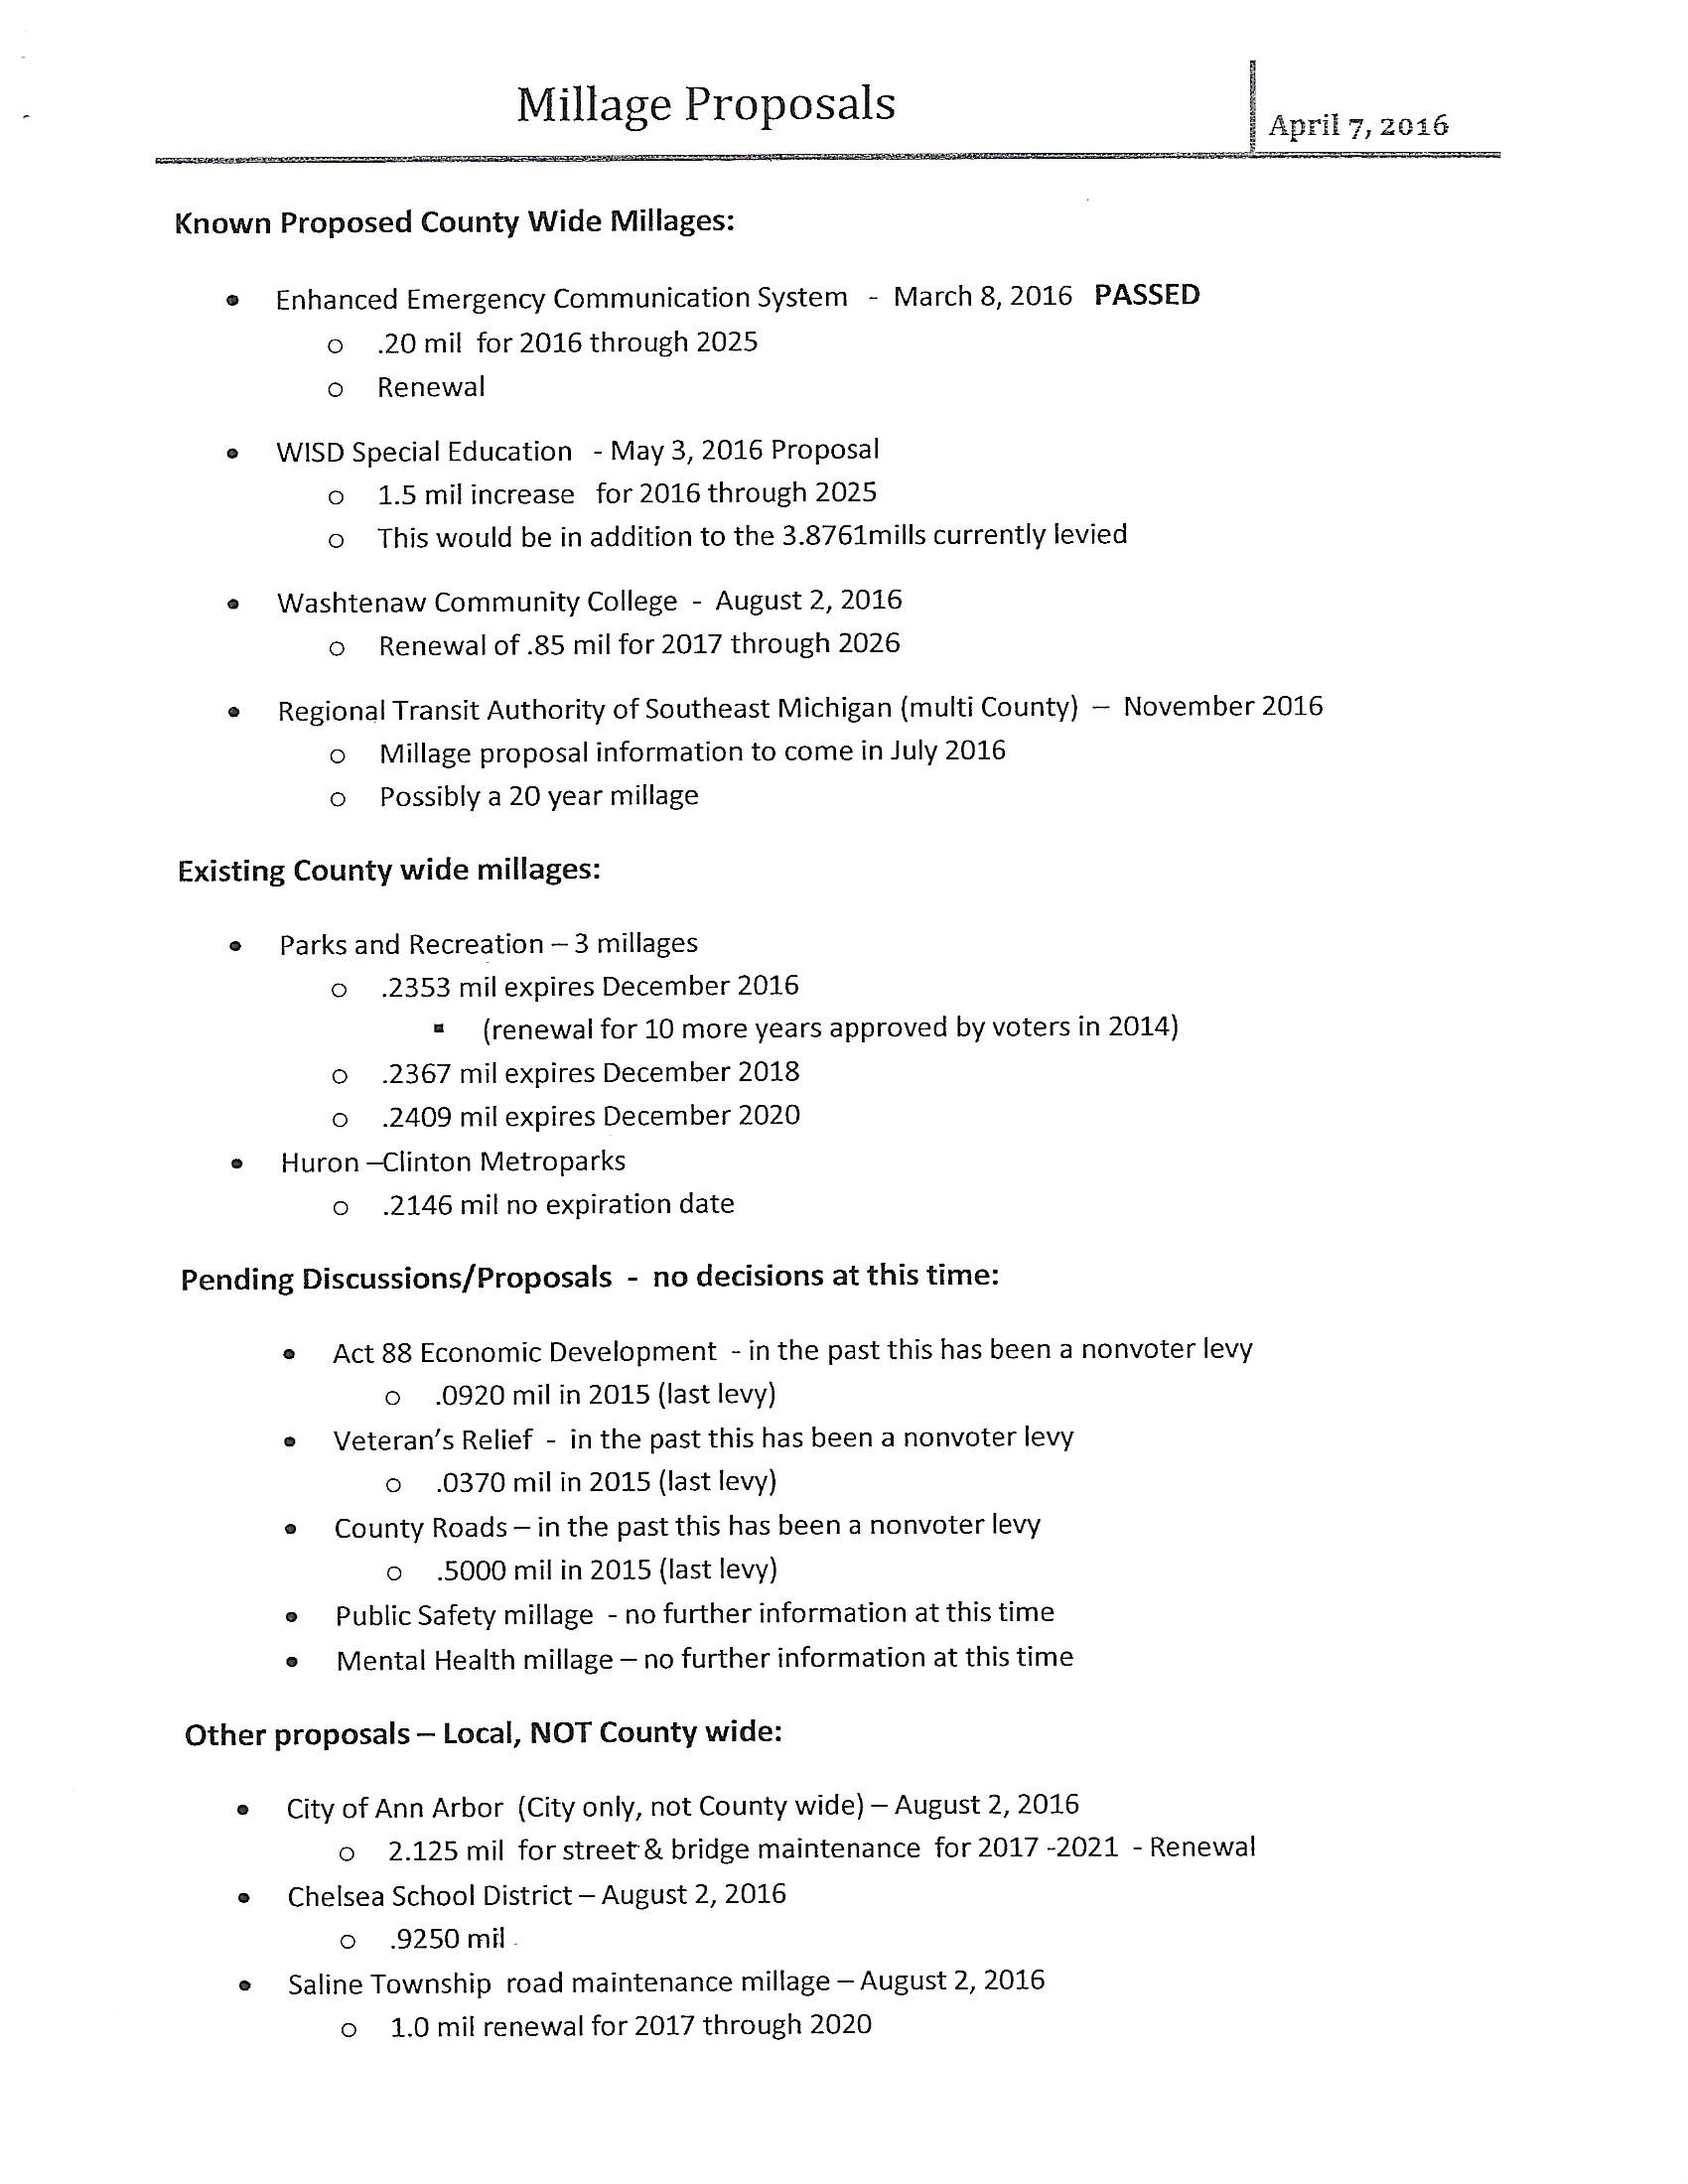 Millage Proposals
April 7, 2016
Known Proposed County Wide Millages:
• Enhanced Emergency Communication System - March 8, 2016 PASSED
o .20 mil for 2016 through 2025
o Renewal
• WISD Special Education - May 3, 2016 Proposal
o 1.5 mil increase for 2016 through 2025
o This would be in addition to the 3.8761mills currently levied
• Washtenaw Community College - August 2, 2016
o Renewal of .85 mil for 2017 through 2026
• Regional Transit Authority of Southeast Michigan (multi County) – November 2016
o Millage proposal information to come in July 2016
o Possibly a 20 year millage
Existing County wide millages:
• Parks and Recreation – 3 millages
o .2353 mil expires December 2016
▪ (renewal for 10 more years approved by voters in 2014)
o .2367 mil expires December 2018
o .2409 mil expires December 2020
• Huron –Clinton Metroparks
o .2146 mil no expiration date
Pending Discussions/Proposals - no decisions at this time:
• Act 88 Economic Development - in the past this has been a nonvoter levy
o .0920 mil in 2015 (last levy)
• Veteran's Relief - in the past this has been a nonvoter levy
o .0370 mil in 2015 (last levy)
• County Roads – in the past this has been a nonvoter levy
o .5000 mil in 2015 (last levy)
• Public Safety millage - no further information at this time
• Mental Health millage – no further information at this time
Other proposals – Local, NOT County wide:
• City of Ann Arbor (City only, not County wide) – August 2, 2016
o 2.125 mil for street & bridge maintenance for 2017 -2021 - Renewal
• Chelsea School District – August 2, 2016
o .9250 mil
• Saline Township road maintenance millage – August 2, 2016
o 1.0 mil renewal for 2017 through 2020